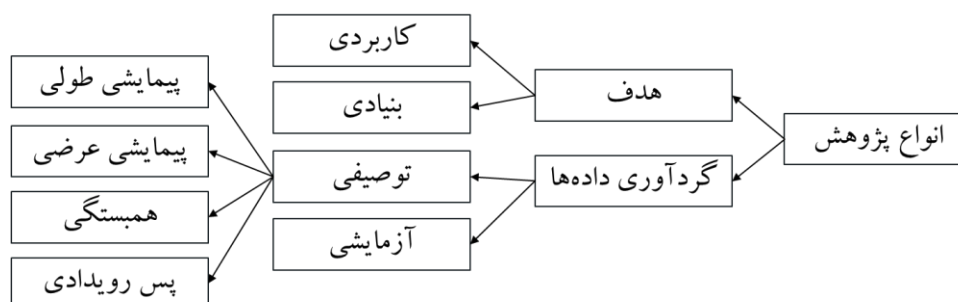 انواع پژوهش
هدف
گردآوری داده‌ها
کاربردی
بنیادی
توصیفی
آزمایشی
پیمایشی طولی
پیمایشی عرضی
همبستگی
پس رویدادی